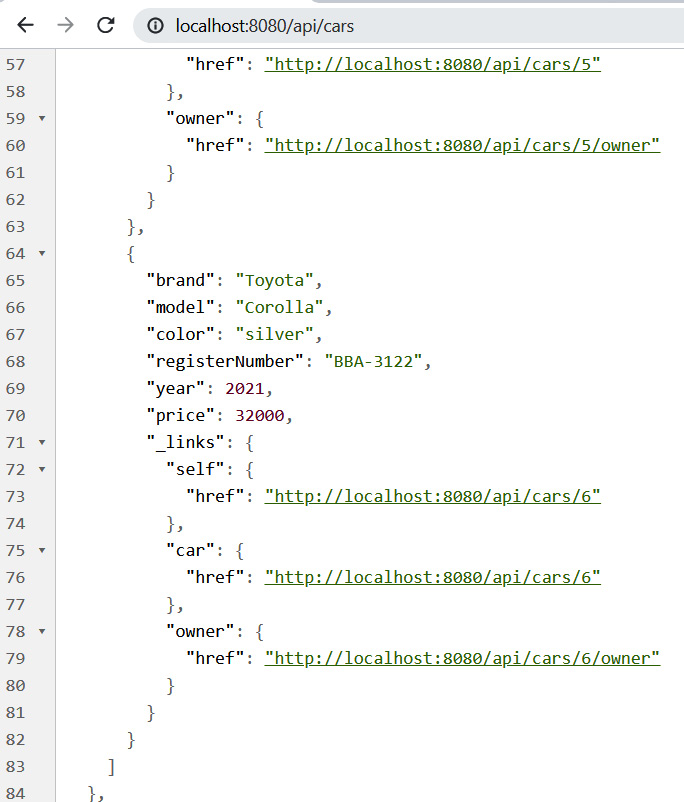 localhost:8080/api/cars
57 "href": "http://localhost:8080/api/cars/5"
58 },
59 "owner": {
60 "href": "http://localhost:8080/api/cars/5/owner"
61 }
62 }
63 },
64 {
65 "brand": "Toyota",
66 "model": "Corolla",
67 "color": "silver",
68 "registerNumber": "BBA-3122",
69 "year": 2021,
70 "price": 32000,
71 "_links": {
72 "self": {
73 "href": "http://localhost:8080/api/cars/6"
74 },
75 "car": {
76 "href": "http://localhost:8080/api/cars/6"
77 },
78 "owner": {
79 "href": "http://localhost:8080/api/cars/6/owner"
80 }
81 }
82 }
83 ]
84 },